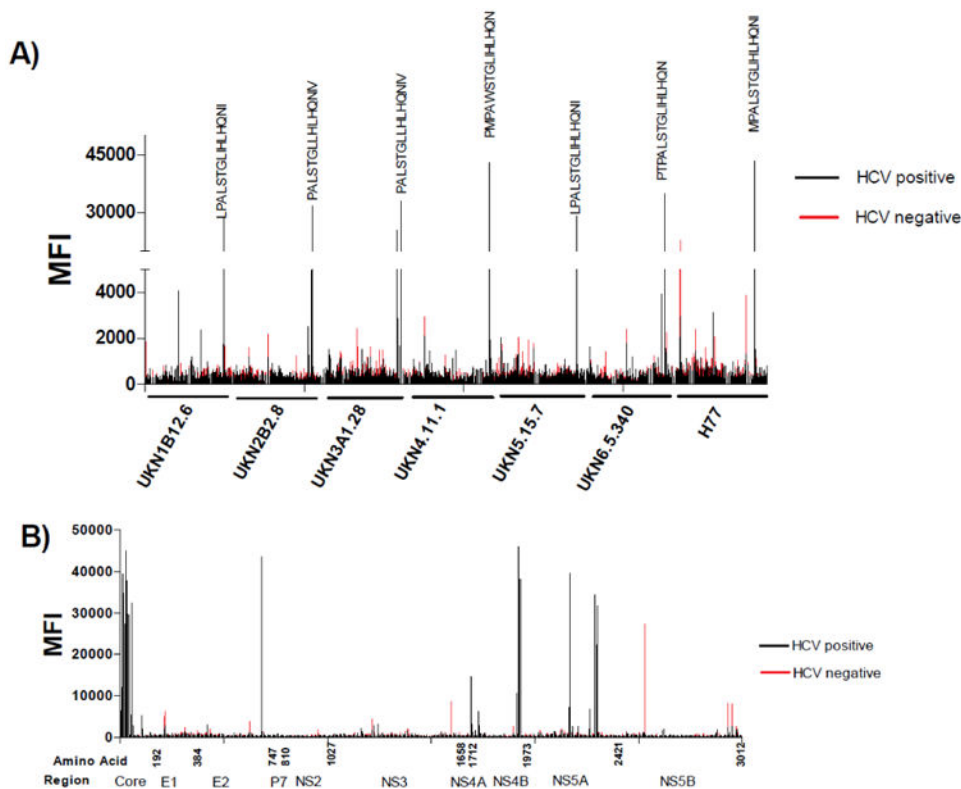 A)
LPALSTGLIHLHQNI
PALSTGLLHLHQNIV
PALSTGLLHLHQNIV
PMPAWSTGLIHLHQN
LPALSTGLIHLHQNI
PTPALSTGLIHLHQN
MPALSTGLIHLHQNI
45000
30000
4000
2000
0
MFI
HCV positive
HCV negative
UKN1B12.6
UKN2B2.8
UKN3A1.28
UKN4.11.1
UKN5.15.7
UKN6.5.340
H77
B)
50000
40000
30000
20000
10000
0
MFI
HCV positive
HCV negative
Amino Acid 192 384 747 810 1027 1658 1712 1973 2421 3012
Region Core E1 E2 P7 NS2 NS3 NS4A NS4B NS5A NS5B